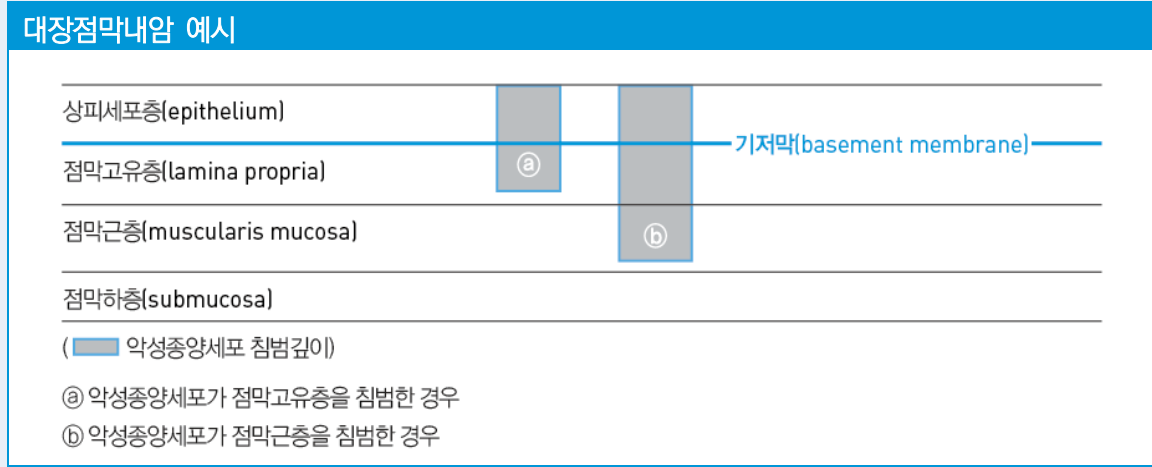 대장점막내암 예시
상피세포층(epithelium)
기저막(basement membrane)
점막고유층(lamina propria)
ⓐ
점막근층(muscularis mucosa)
ⓑ
점막하층(submucosa)
( 악성종양세포 침범깊이)
ⓐ 악성종양세포가 점막고유층을 침범한 경우
ⓑ 악성종양세포가 점막근층을 침범한 경우